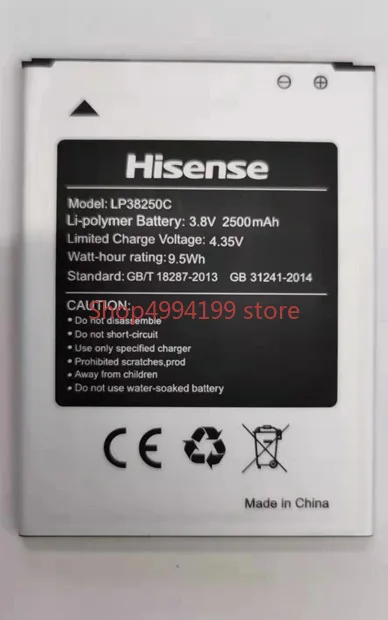 ⊖ ⊕
Hisense
Model: LP38250C
Li-polymer Battery: 3.8V 2500mAh
Limited Charge Voltage: 4.35V
Watt-hour rating: 9.5Wh
Standard: GB/T 18287-2013 GB 31241-2014
CAUTION:
Shop4994199 store
• Do not disassemble
• Do not short-circuit
• Use only specified charger
• Prohibited scratches,prod
• Away from children
• Do not use water-soaked battery
CE
Made in China